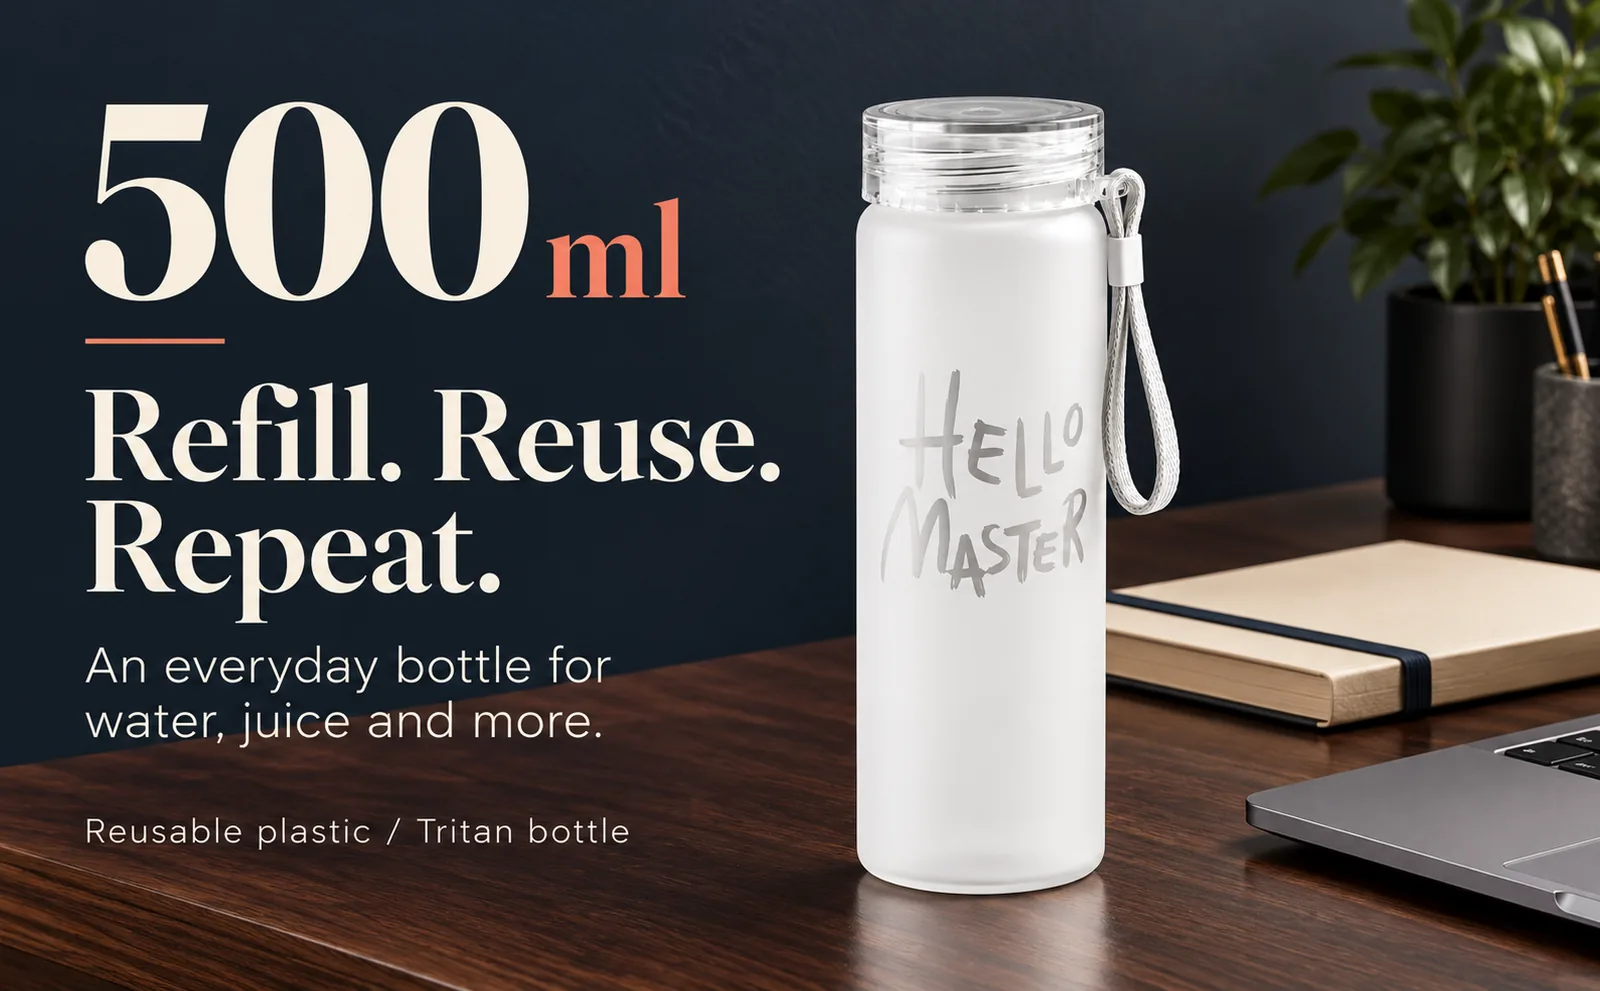 500 ml
Refill. Reuse.
Repeat.
An everyday bottle for
water, juice and more.
Reusable plastic / Tritan bottle
HELLO
MASTER